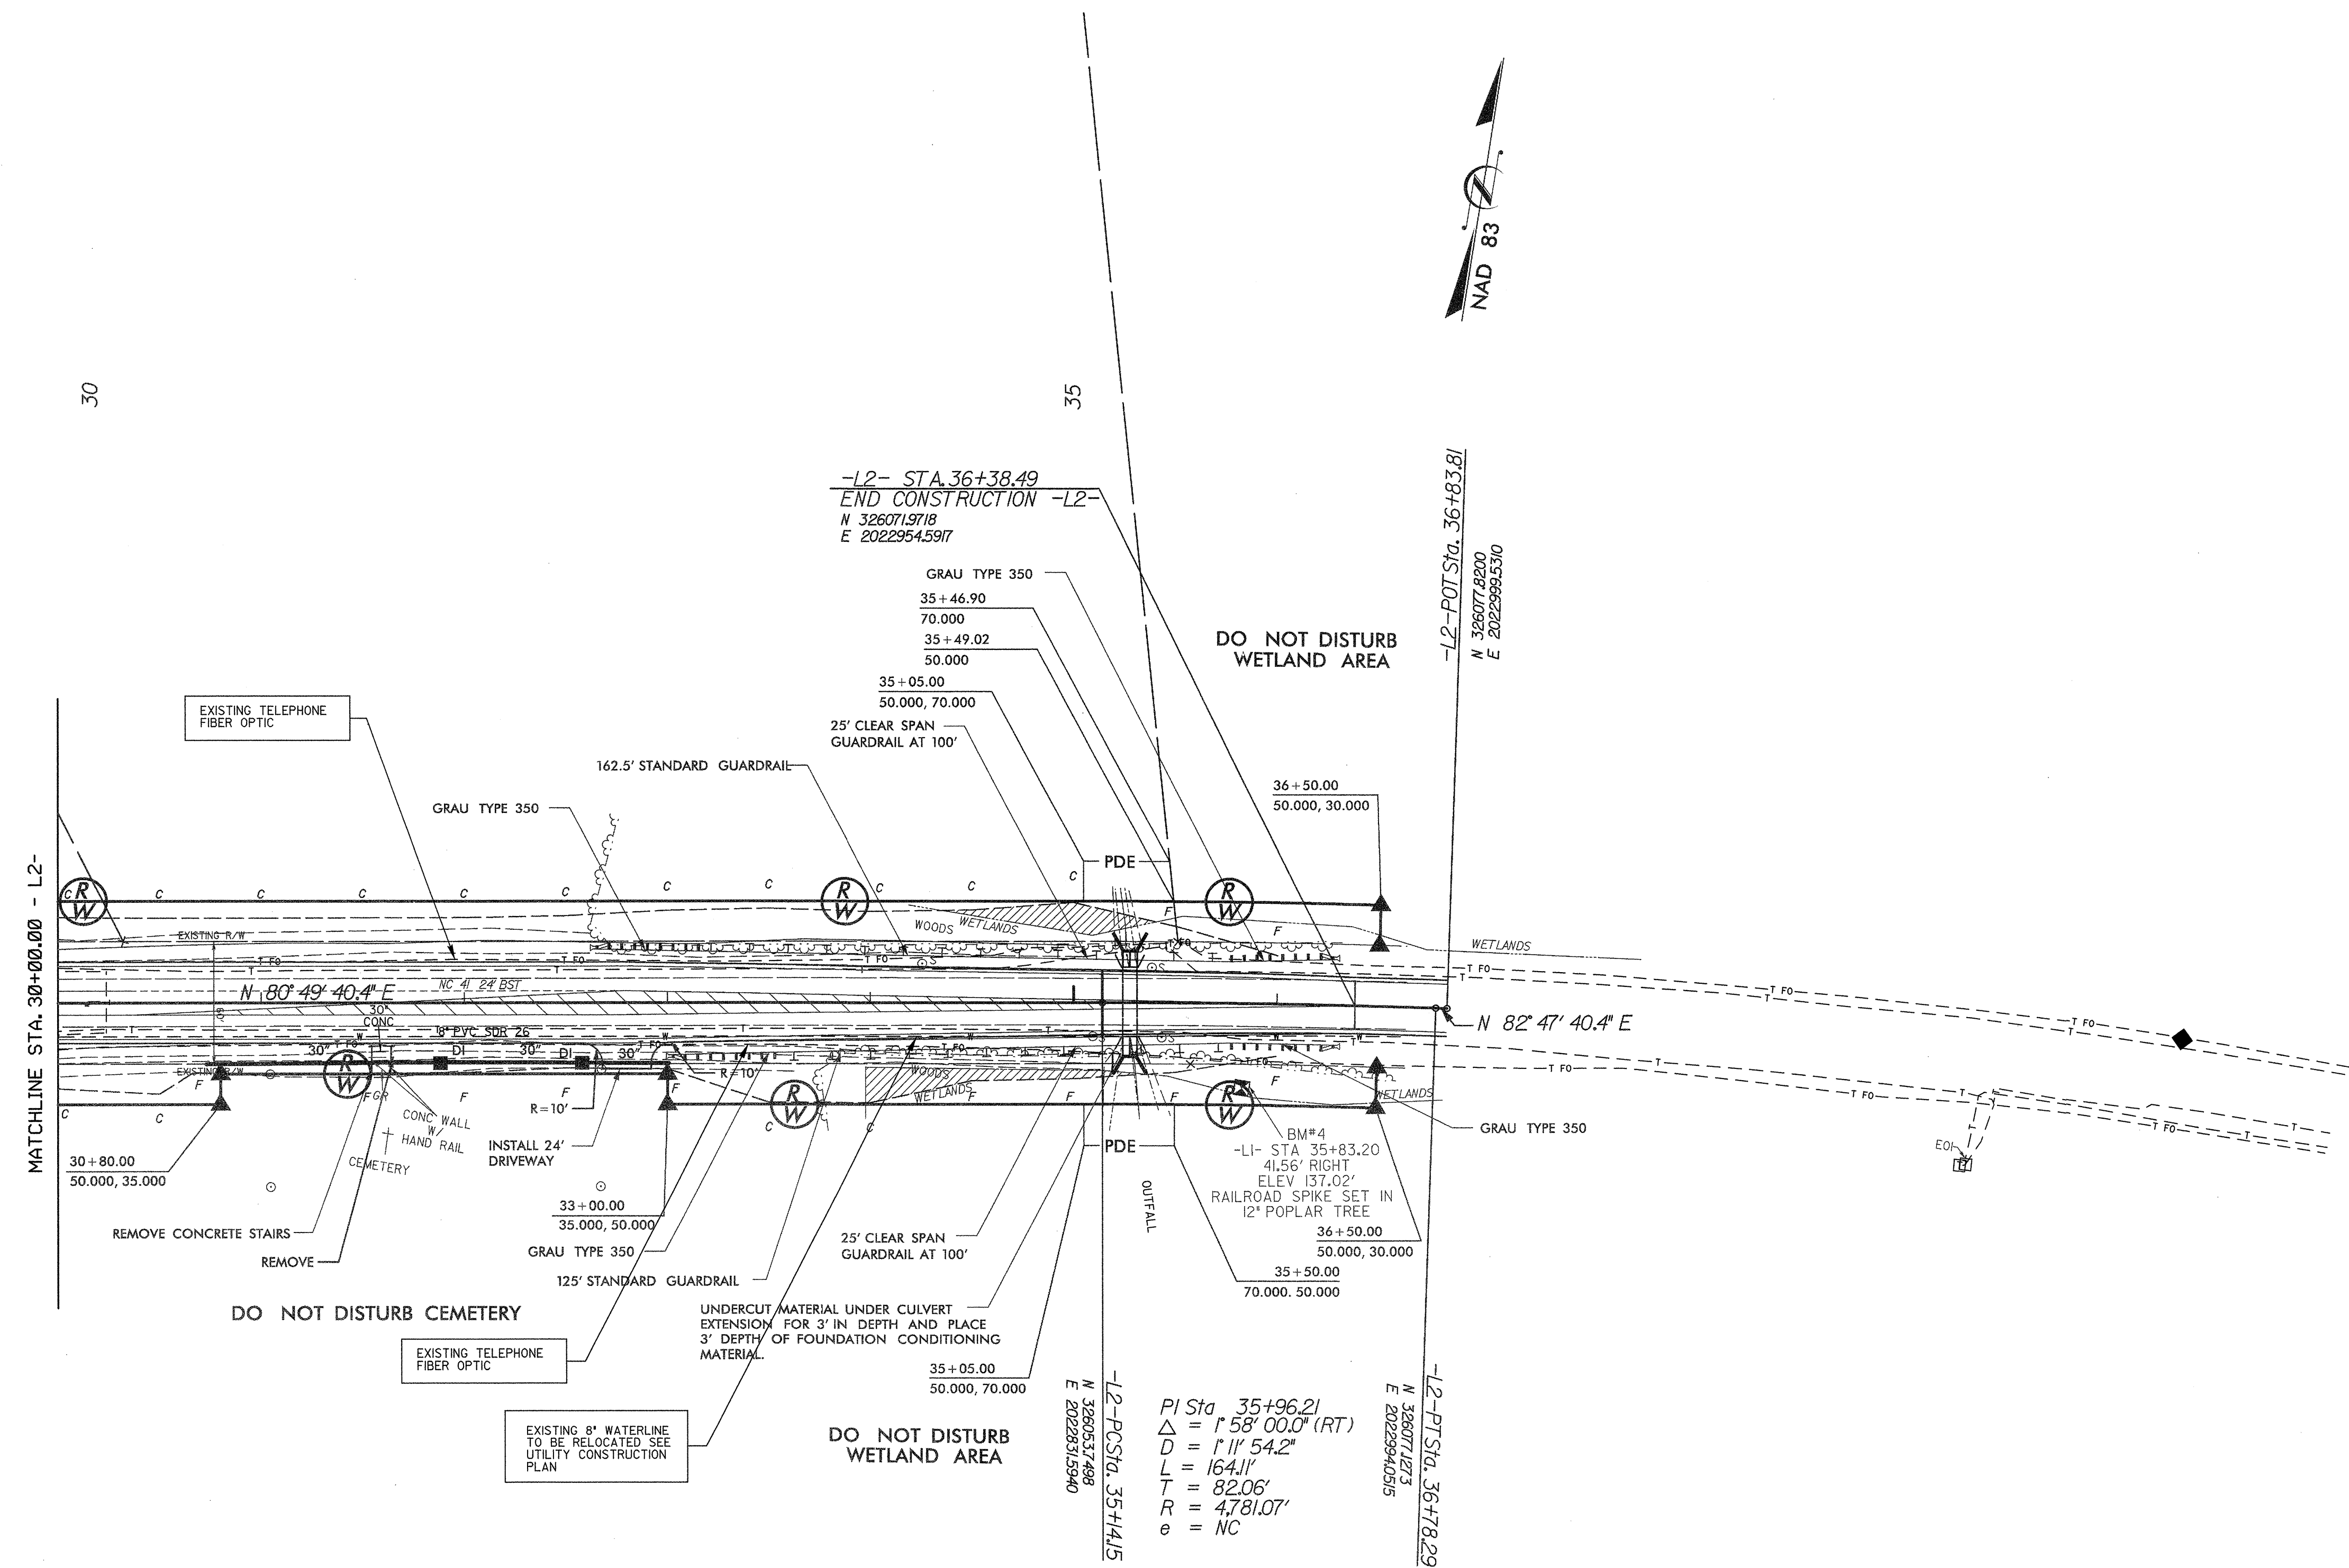 NAD 83
30
35
-L2- STA. 36+38.49
END CONSTRUCTION -L2-
N 326071.9718
E 2022954.5917
-L2-POTSta. 36+83.81
N 326077.8200
E 2022999.5310
GRAU TYPE 350
35+46.90
70.000
35+49.02
50.000
DO NOT DISTURB
WETLAND AREA
35+05.00
50.000, 70.000
25' CLEAR SPAN
GUARDRAIL AT 100'
EXISTING TELEPHONE
FIBER OPTIC
162.5' STANDARD GUARDRAIL
GRAU TYPE 350
36+50.00
50.000, 30.000
PDE
MATCHLINE STA. 30+00.00 - L2-
C C C C C C C C C C C
R
W
R
W
R
W
EXISTING R/W
WOODS
WETLANDS
F
F
WETLANDS
T FO
T FO
T FO
T FO
S
S
T FO
T
T FO
T
N 80° 49' 40.4" E
NC 41 24' BST
30"
CONC
8" PVC SDR 26
N 82° 47' 40.4" E
T FO
T
30"
DI
30"
DI
30"
R=10'
EXISTING R/W
R
W
F
F GR
F
F
F
WOODS
WETLANDS
F
F
F
F
WETLANDS
R
W
R
W
C
C
C
C
CONC WALL
W/
HAND RAIL
CEMETERY
R=10'
INSTALL 24'
DRIVEWAY
PDE
OUTFALL
BM#4
-L1- STA 35+83.20
41.56' RIGHT
ELEV 137.02'
RAILROAD SPIKE SET IN
12" POPLAR TREE
GRAU TYPE 350
EOI
T FO
30+80.00
50.000, 35.000
33+00.00
35.000, 50.000
REMOVE CONCRETE STAIRS
REMOVE
GRAU TYPE 350
125' STANDARD GUARDRAIL
25' CLEAR SPAN
GUARDRAIL AT 100'
36+50.00
50.000, 30.000
35+50.00
70.000. 50.000
DO NOT DISTURB CEMETERY
UNDERCUT MATERIAL UNDER CULVERT
EXTENSION FOR 3' IN DEPTH AND PLACE
3' DEPTH OF FOUNDATION CONDITIONING
MATERIAL.
EXISTING TELEPHONE
FIBER OPTIC
35+05.00
50.000, 70.000
EXISTING 8" WATERLINE
TO BE RELOCATED SEE
UTILITY CONSTRUCTION
PLAN
DO NOT DISTURB
WETLAND AREA
N 326053.7498
E 2022831.5940
-L2-PCSta. 35+14.15
PI Sta 35+96.21
Δ = 1° 58' 00.0" (RT)
D = 1° 11' 54.2"
L = 164.11'
T = 82.06'
R = 4,781.07'
e = NC
N 326077.1273
E 2022994.0515
-L2-PTSta. 36+78.29